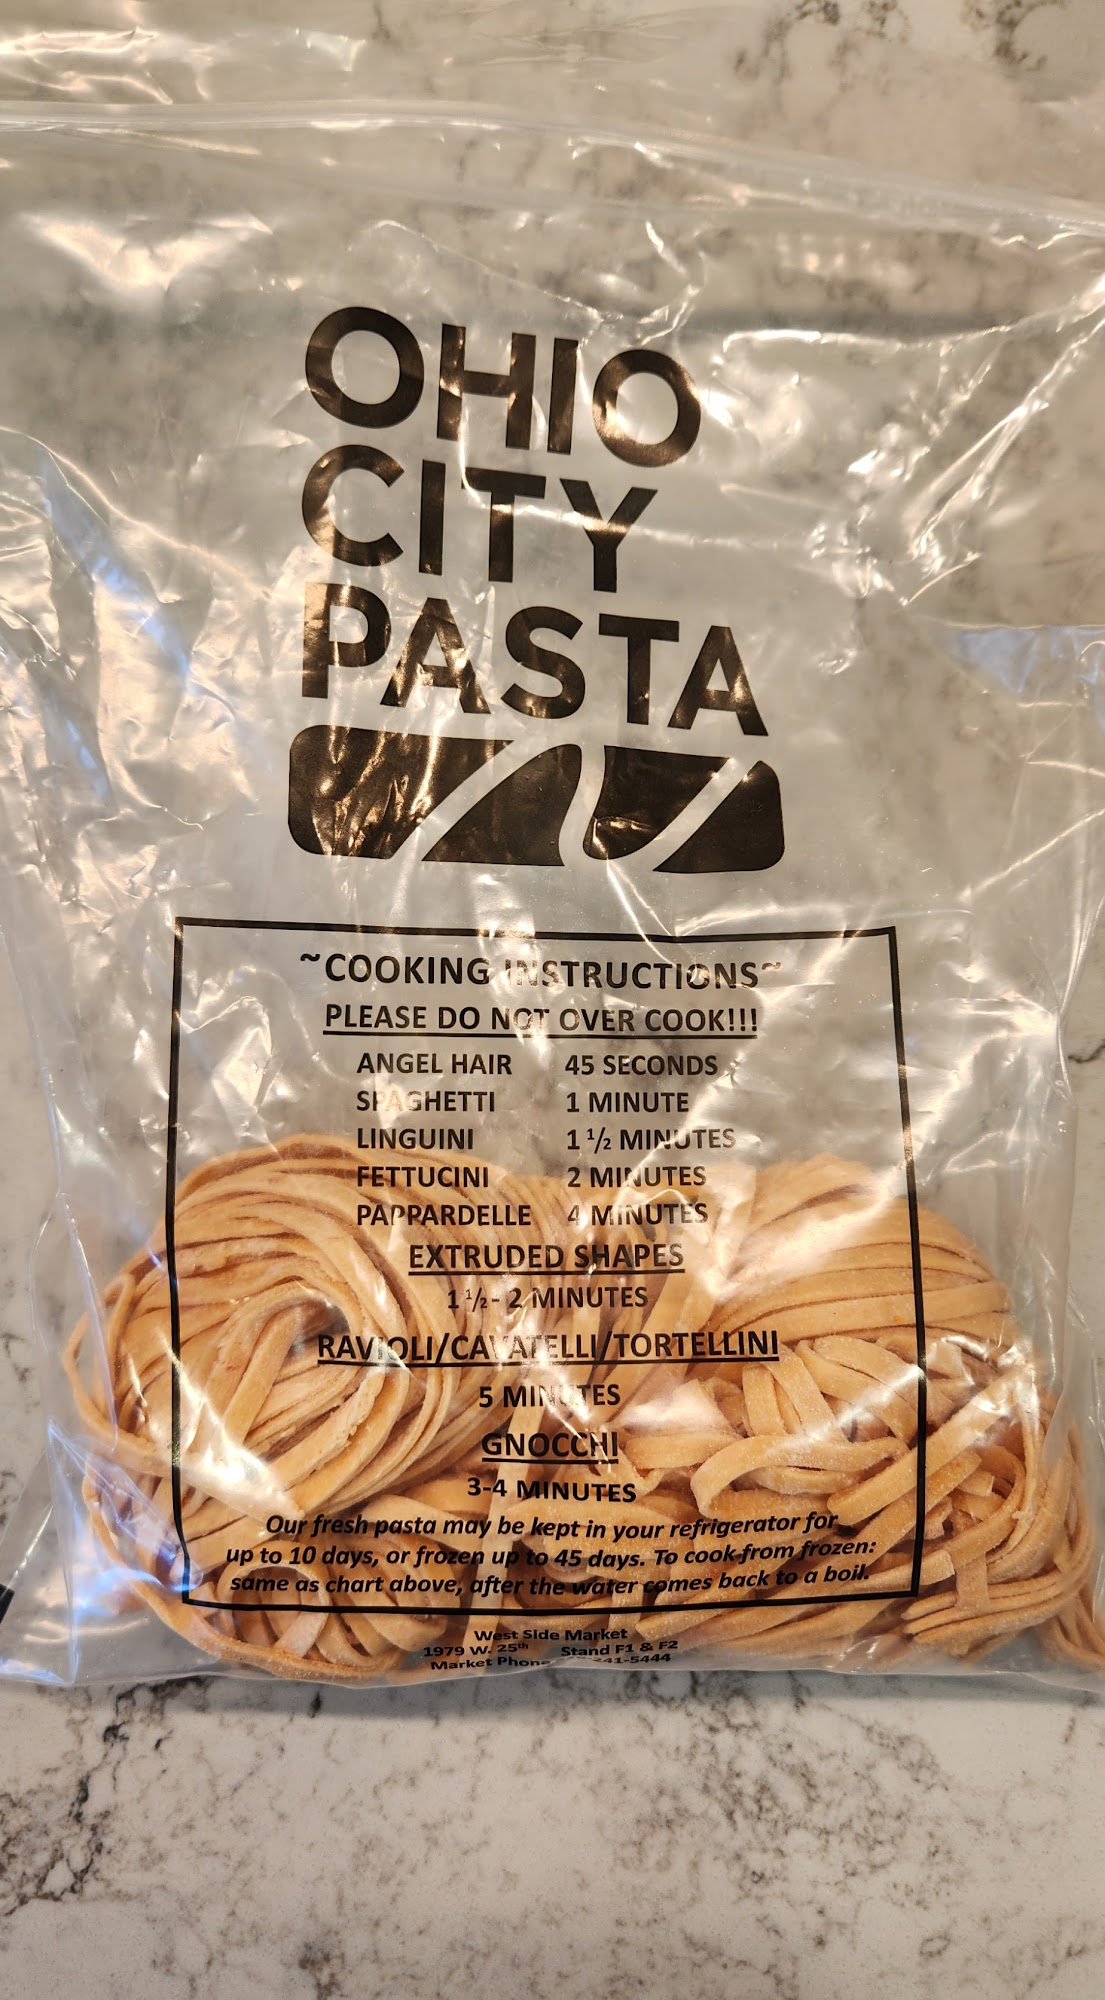 OHIO
CITY
PASTA
~COOKING INSTRUCTIONS~
PLEASE DO NOT OVER COOK!!!
ANGEL HAIR 45 SECONDS
SPAGHETTI 1 MINUTE
LINGUINI 1 1/2 MINUTES
FETTUCINI 2 MINUTES
PAPPARDELLE 4 MINUTES
EXTRUDED SHAPES
1 1/2 - 2 MINUTES
RAVIOLI/CAVATELLI/TORTELLINI
5 MINUTES
GNOCCHI
3-4 MINUTES
Our fresh pasta may be kept in your refrigerator for
up to 10 days, or frozen up to 45 days. To cook from frozen:
same as chart above, after the water comes back to a boil.
West Side Market
1979 W. 25th Stand F1 & F2
Market Phone 241-5444